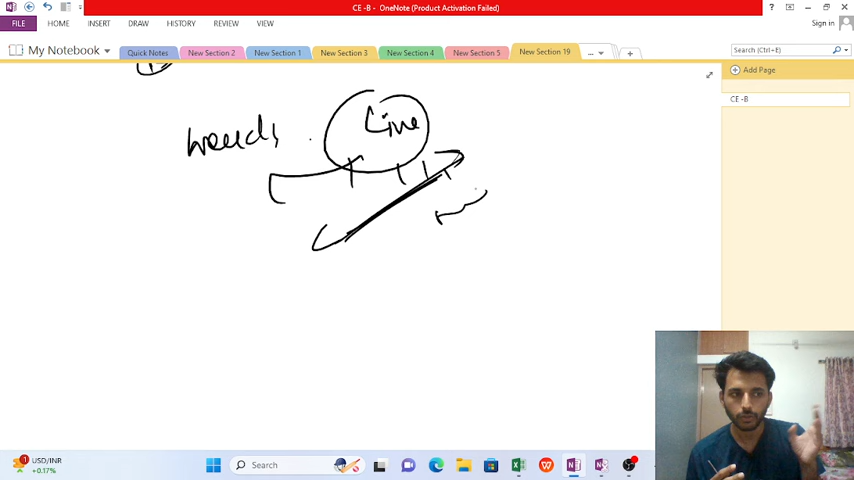 CE -B - OneNote (Product Activation Failed)
FILE HOME INSERT DRAW HISTORY REVIEW VIEW
Sign in
My Notebook
Quick Notes New Section 2 New Section 1 New Section 3 New Section 4 New Section 5 New Section 19 ...
Search (Ctrl+E)
Add Page
CE -B
Line
1
USD/INR
+0.17%
Search